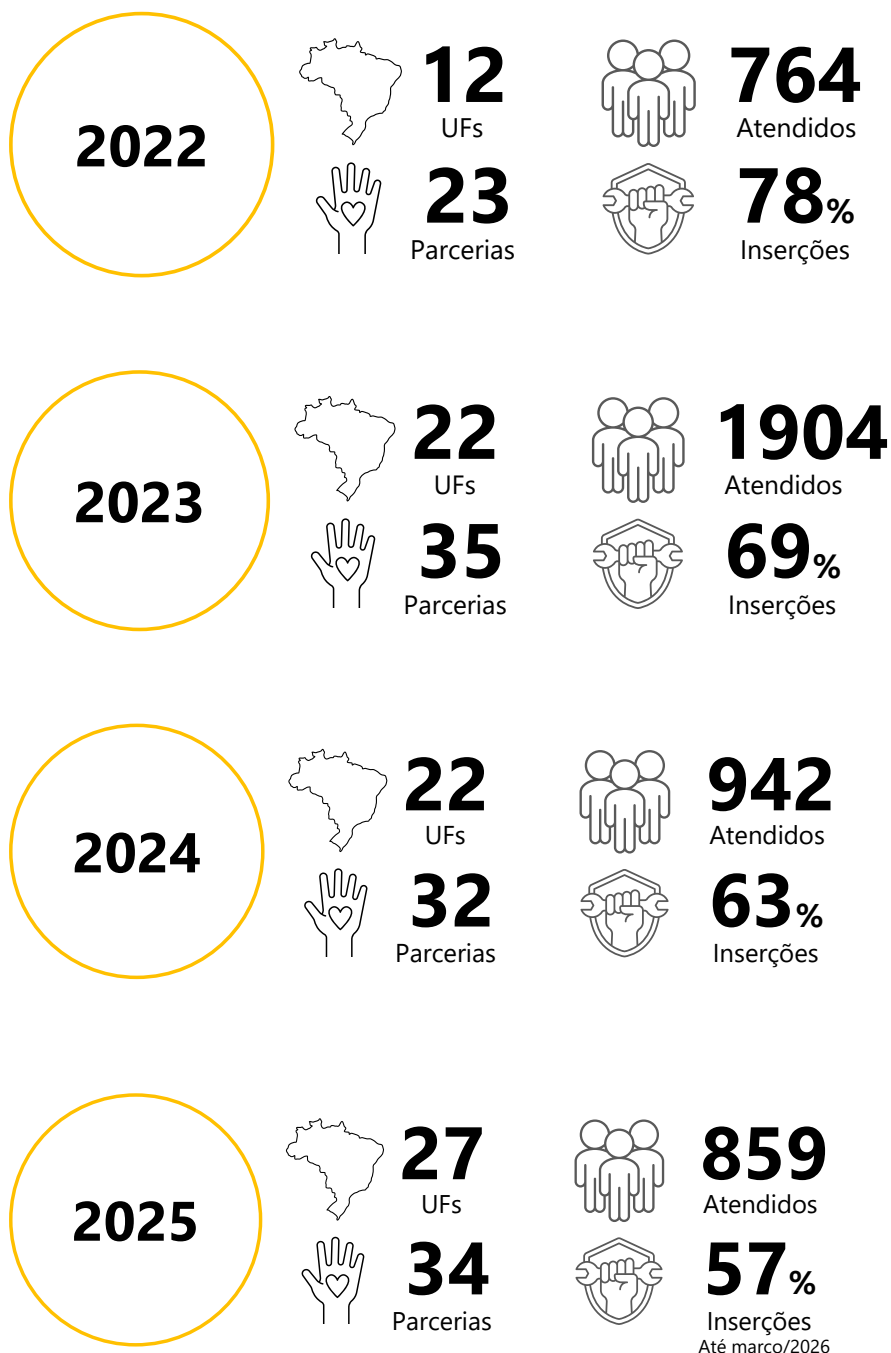 2022
12
UFs
764
Atendidos
23
Parcerias
78%
Inserções
2023
22
UFs
1904
Atendidos
35
Parcerias
69%
Inserções
2024
22
UFs
942
Atendidos
32
Parcerias
63%
Inserções
2025
27
UFs
859
Atendidos
34
Parcerias
57%
Inserções
Até março/2026